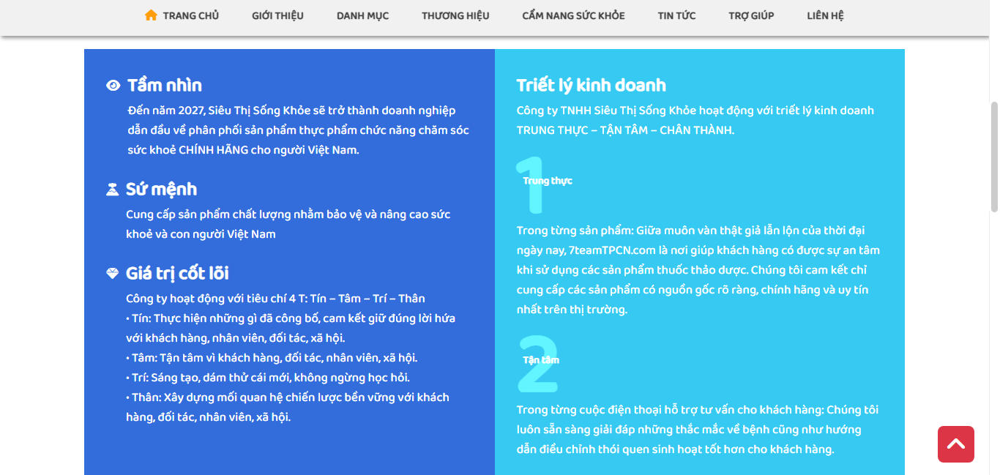 TRANG CHỦ GIỚI THIỆU DANH MỤC THƯƠNG HIỆU CẨM NANG SỨC KHỎE TIN TỨC TRỢ GIÚP LIÊN HỆ
Tầm nhìn
Đến năm 2027, Siêu Thị Sống Khỏe sẽ trở thành doanh nghiệp
dẫn đầu về phân phối sản phẩm thực phẩm chức năng chăm sóc
sức khoẻ CHÍNH HÃNG cho người Việt Nam.
Sứ mệnh
Cung cấp sản phẩm chất lượng nhằm bảo vệ và nâng cao sức
khoẻ và con người Việt Nam
Giá trị cốt lõi
Công ty hoạt động với tiêu chí 4 T: Tín – Tâm – Trí – Thân
• Tín: Thực hiện những gì đã công bố, cam kết giữ đúng lời hứa
với khách hàng, nhân viên, đối tác, xã hội.
• Tâm: Tận tâm vì khách hàng, đối tác, nhân viên, xã hội.
• Trí: Sáng tạo, dám thử cái mới, không ngừng học hỏi.
• Thân: Xây dựng mối quan hệ chiến lược bền vững với khách
hàng, đối tác, nhân viên, xã hội.
Triết lý kinh doanh
Công ty TNHH Siêu Thị Sống Khỏe hoạt động với triết lý kinh doanh
TRUNG THỰC – TẬN TÂM – CHÂN THÀNH.
1
Trung thực
Trong từng sản phẩm: Giữa muôn vàn thật giả lẫn lộn của thời đại
ngày nay, 7teamTPCN.com là nơi giúp khách hàng có được sự an tâm
khi sử dụng các sản phẩm thuốc thảo dược. Chúng tôi cam kết chỉ
cung cấp các sản phẩm có nguồn gốc rõ ràng, chính hãng và uy tín
nhất trên thị trường.
2
Tận tâm
Trong từng cuộc điện thoại hỗ trợ tư vấn cho khách hàng: Chúng tôi
luôn sẵn sàng giải đáp những thắc mắc về bệnh cũng như hướng
dẫn điều chỉnh thói quen sinh hoạt tốt hơn cho khách hàng.